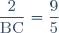 2/BC = 9/5